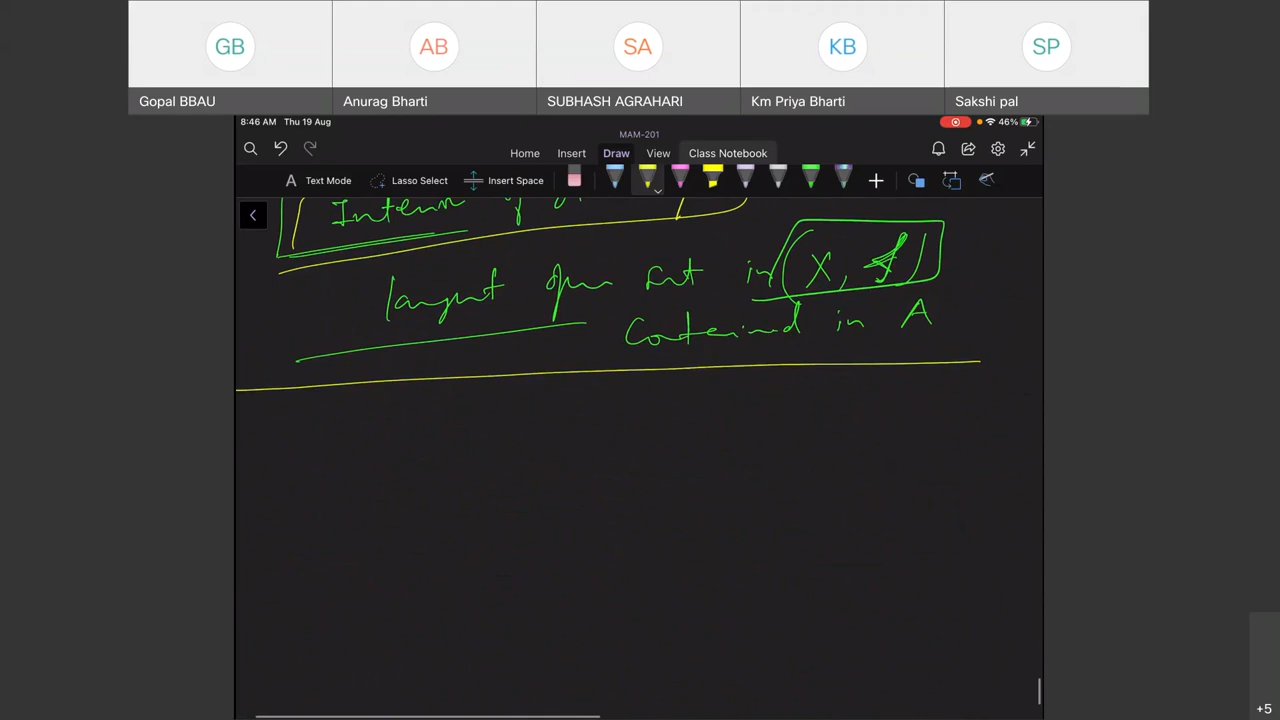 GB AB SA KB SP
Gopal BBAU Anurag Bharti SUBHASH AGRAHARI Km Priya Bharti Sakshi pal
8:46 AM Thu 19 Aug 46%
MAM-201
Home Insert Draw View Class Notebook
A Text Mode Lasso Select Insert Space
Interior of
largest open set in (X,
Contained in A
+5